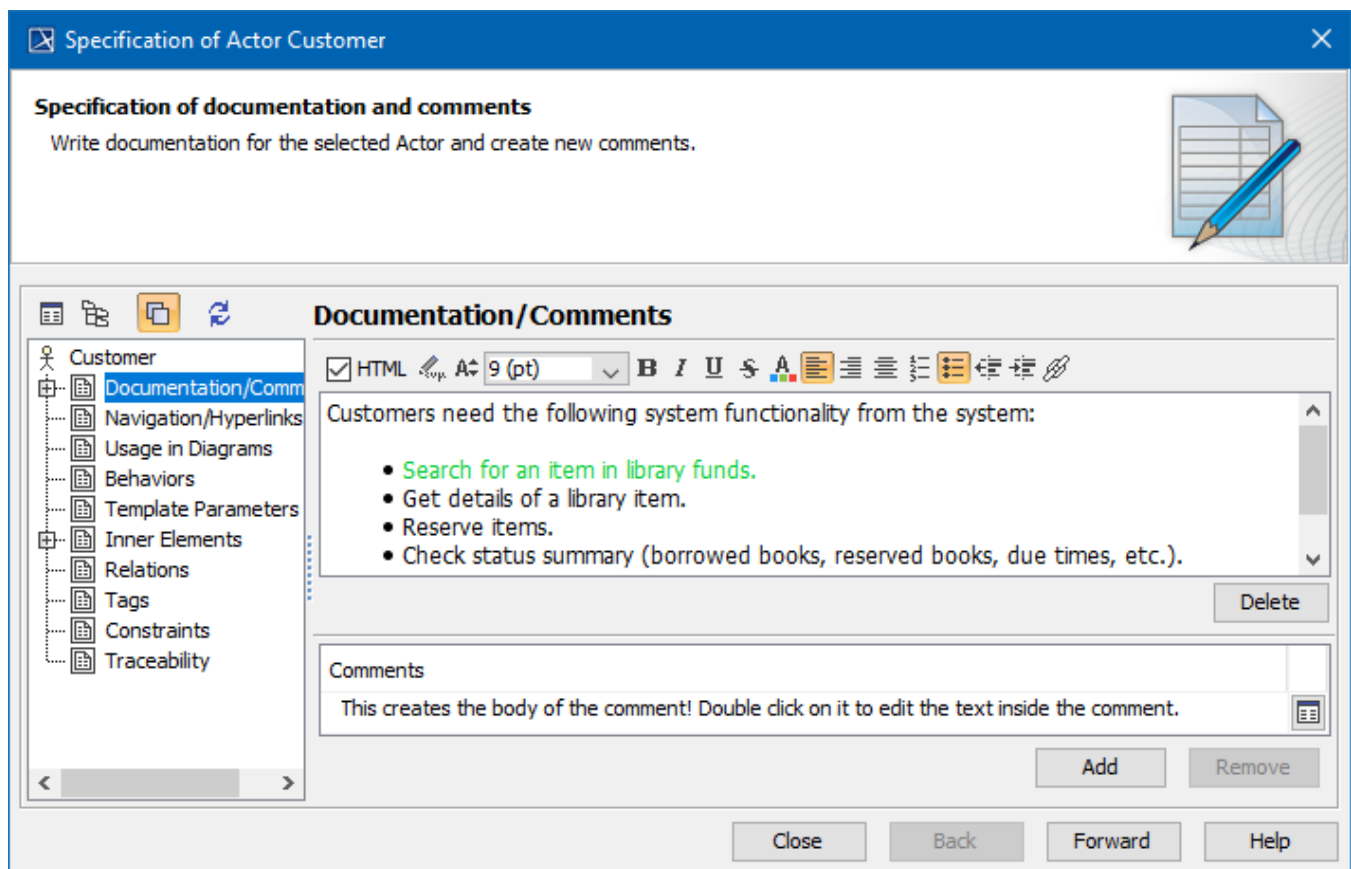 Specification of Actor Customer
Specification of documentation and comments
Write documentation for the selected Actor and create new comments.
Documentation/Comments
Customer
Documentation/Comm
Navigation/Hyperlinks
Usage in Diagrams
Behaviors
Template Parameters
Inner Elements
Relations
Tags
Constraints
Traceability
HTML 9 (pt) B I U S A
Customers need the following system functionality from the system:
• Search for an item in library funds.
• Get details of a library item.
• Reserve items.
• Check status summary (borrowed books, reserved books, due times, etc.).
Delete
Comments
This creates the body of the comment! Double click on it to edit the text inside the comment.
Add Remove
Close Back Forward Help